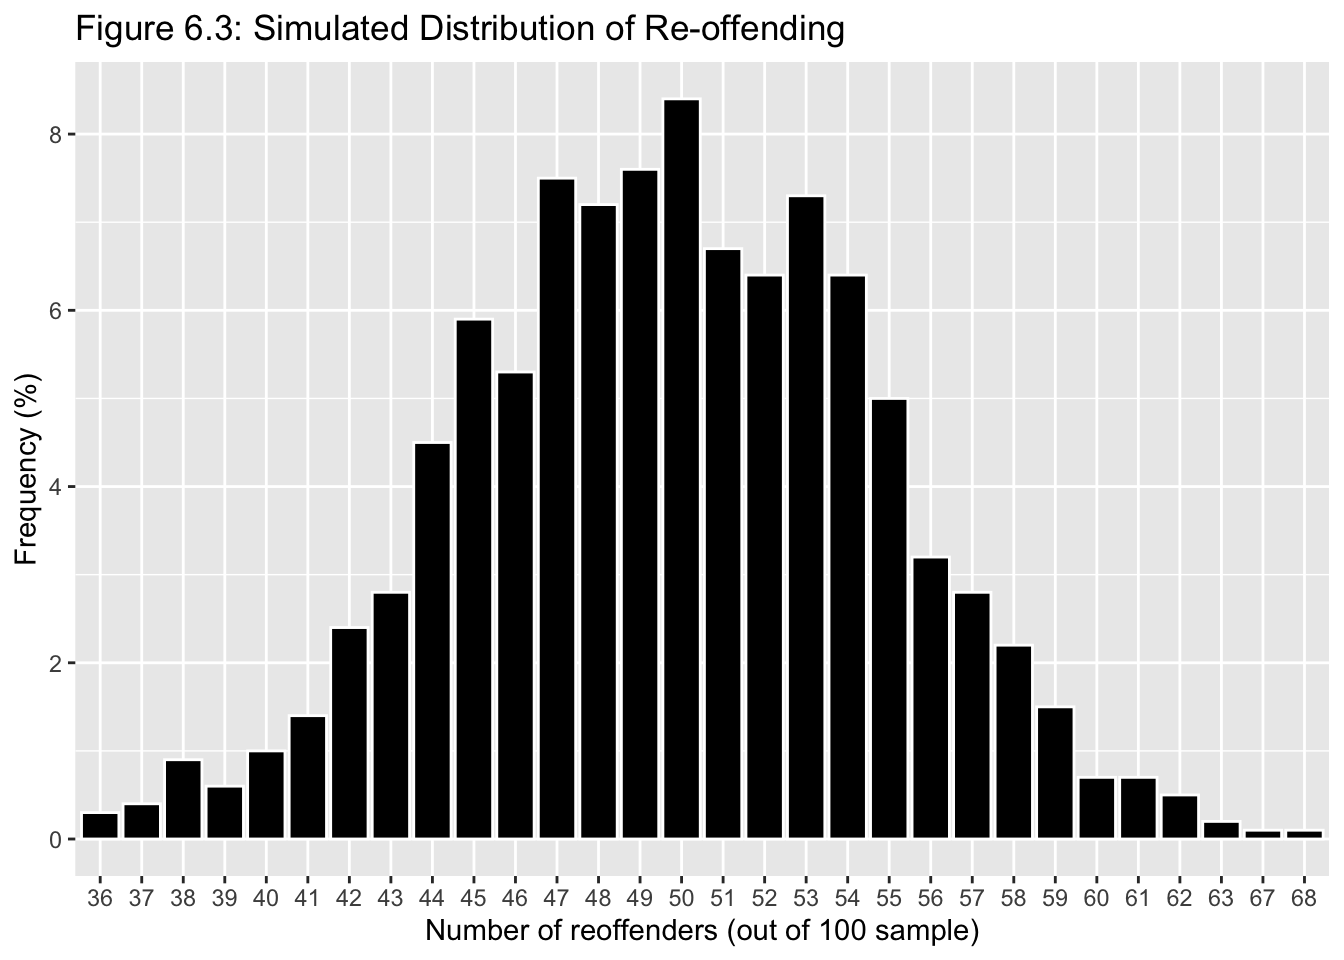 Figure 6.3: Simulated Distribution of Re-offending
Frequency (%)
8
6
4
2
0
36 37 38 39 40 41 42 43 44 45 46 47 48 49 50 51 52 53 54 55 56 57 58 59 60 61 62 63 67 68
Number of reoffenders (out of 100 sample)